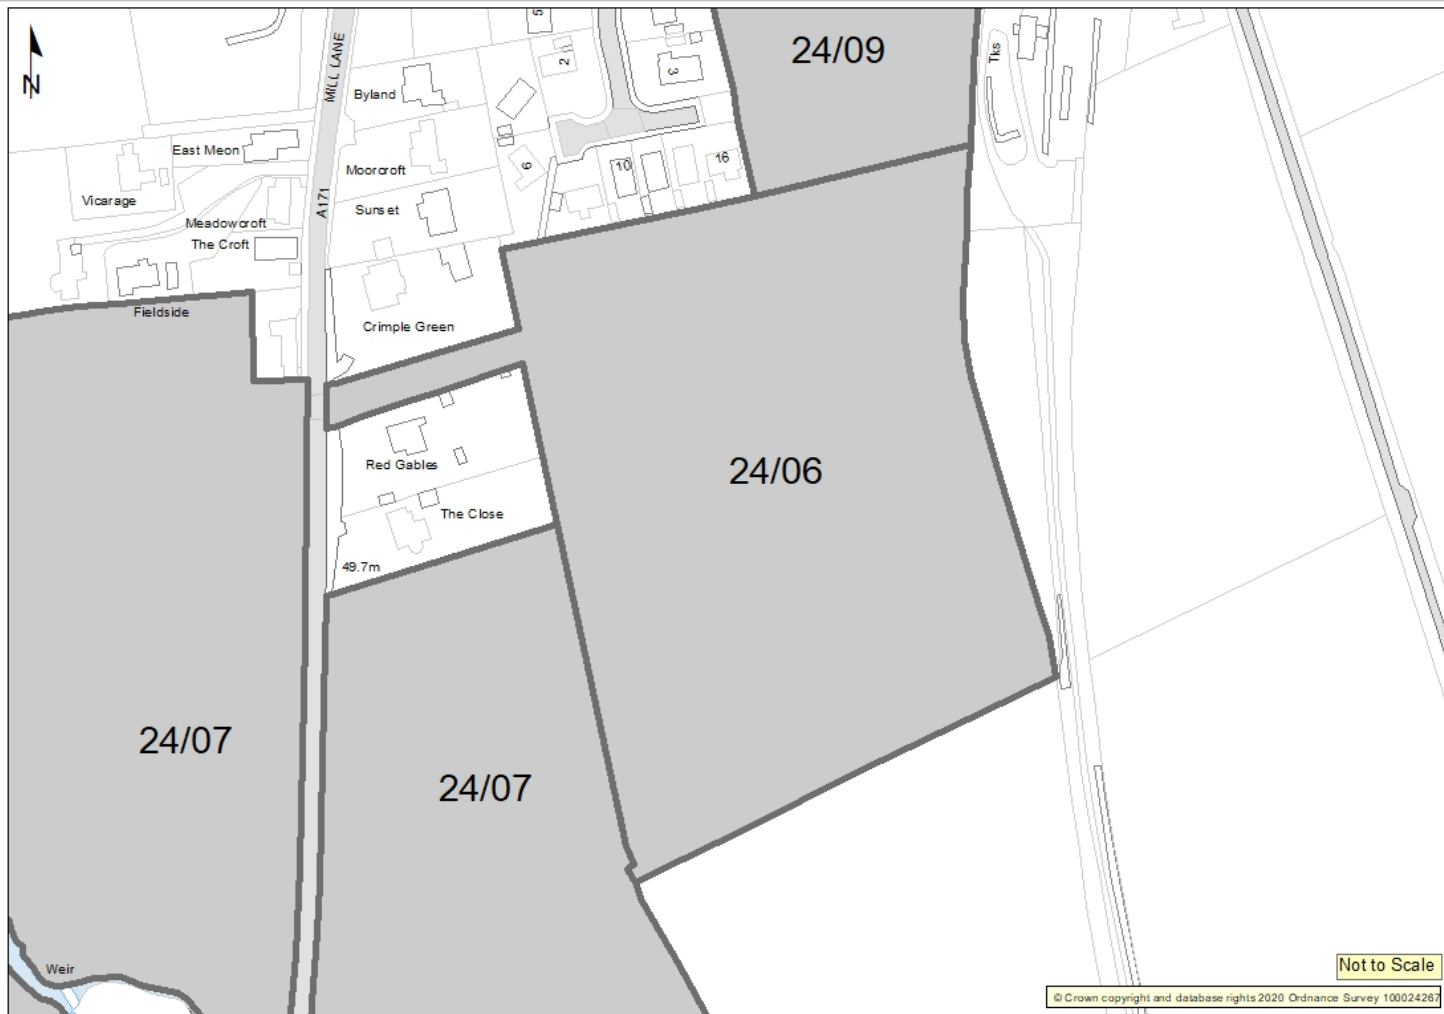 N
MILL LANE
5
2
3
24/09
Tks
Byland
East Meon
Moorcroft
9
10
16
Vicarage
Sunset
A171
Meadowcroft
The Croft
Fieldside
Crimple Green
Red Gables
24/06
The Close
49.7m
24/07
24/07
Weir
Not to Scale
© Crown copyright and database rights 2020 Ordnance Survey 100024267